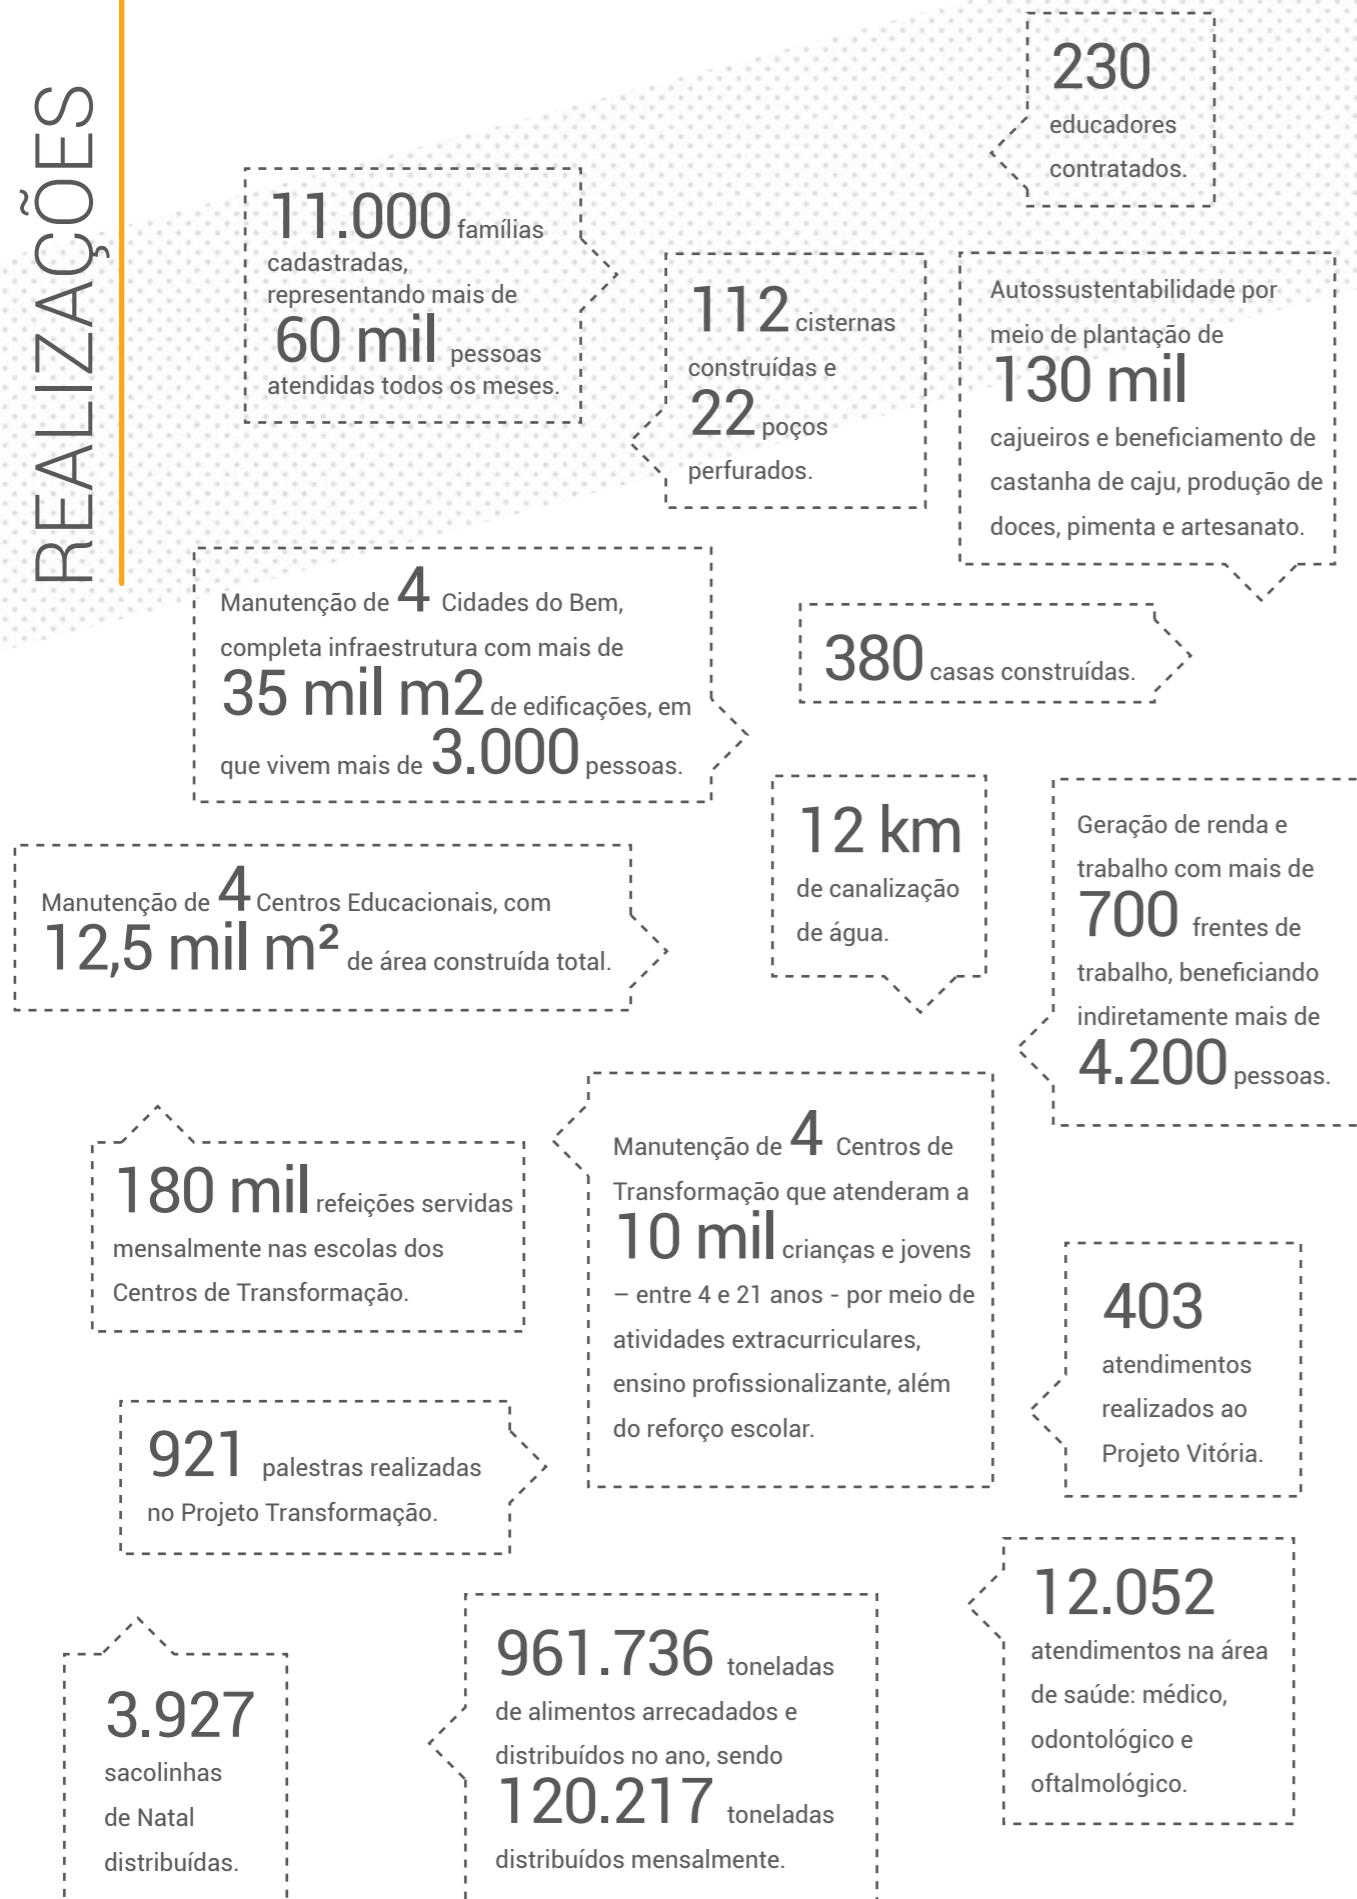 REALIZAÇÕES
230
educadores
contratados.
11.000 famílias
cadastradas,
representando mais de
60 mil pessoas
atendidas todos os meses.
112 cisternas
construídas e
22 poços
perfurados.
Autossustentabilidade por
meio de plantação de
130 mil
cajueiros e beneficiamento de
castanha de caju, produção de
doces, pimenta e artesanato.
Manutenção de 4 Cidades do Bem,
completa infraestrutura com mais de
35 mil m2 de edificações, em
que vivem mais de 3.000 pessoas.
380 casas construídas.
12 km
de canalização
de água.
Geração de renda e
trabalho com mais de
700 frentes de
trabalho, beneficiando
indiretamente mais de
4.200 pessoas.
Manutenção de 4 Centros Educacionais, com
12,5 mil m² de área construída total.
180 mil refeições servidas
mensalmente nas escolas dos
Centros de Transformação.
Manutenção de 4 Centros de
Transformação que atenderam a
10 mil crianças e jovens
– entre 4 e 21 anos - por meio de
atividades extracurriculares,
ensino profissionalizante, além
do reforço escolar.
403
atendimentos
realizados ao
Projeto Vitória.
921 palestras realizadas
no Projeto Transformação.
12.052
atendimentos na área
de saúde: médico,
odontológico e
oftalmológico.
3.927
sacolinhas
de Natal
distribuídas.
961.736 toneladas
de alimentos arrecadados e
distribuídos no ano, sendo
120.217 toneladas
distribuídos mensalmente.